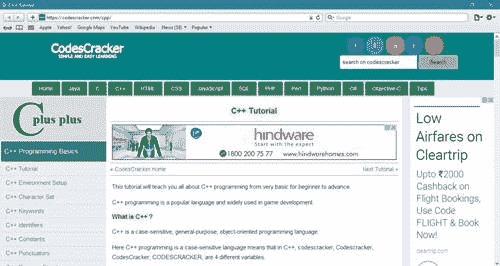 C++ Tutorial
https://codescracker.com/cpp/
Google
Apple Yahoo! Google Maps YouTube Wikipedia News (58) Popular
CodesCracker
SIMPLE AND EASY LEARNING
search on codescracker
Search
Home Java C C++ HTML CSS JavaScript SQL PHP Perl Python C# Objective-C Tips
C plus plus
C++ Programming Basics
C++ Tutorial
C++ Environment Setup
C++ Character Set
C++ Keywords
C++ Identifiers
C++ Constants
C++ Punctuators
C++ Tutorial
hindware
Start with the expert
1800 200 75 77 www.hindwarehomes.com
« CodesCracker Home
Next Tutorial »
This tutorial will teach you all about C++ programming from very basic for beginner to advance.
C++ programming is a popular language and widely used in game development.
What is C++ ?
C++ is a case-sensitive, general-purpose, object-oriented programming language.
Here C++ programming is a case-sensitive language means that in C++, codescracker, Codescracker,
CodesCracker, CODESCRACKER, are 4 different variables.
Low
Airfares on
Cleartrip
Upto ₹2000
Cashback on
Flight Bookings,
Use Code
FLIGHT & Book
Now!
cleartrip.com